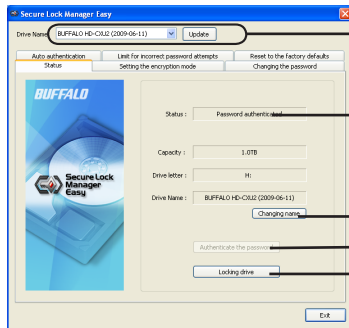 Secure Lock Manager Easy
Drive Name BUFFALO HD-CXU2 (2009-06-11) Update
Auto authentication Limit for incorrect password attempts Reset to the factory defaults
Status Setting the encryption mode Changing the password
BUFFALO
Secure Lock
Manager
Easy
Status : Password authenticated
Capacity : 1.0TB
Drive letter : H:
Drive Name : BUFFALO HD-CXU2 (2009-06-11)
Changing name
Authenticate the password
Locking drive
Exit